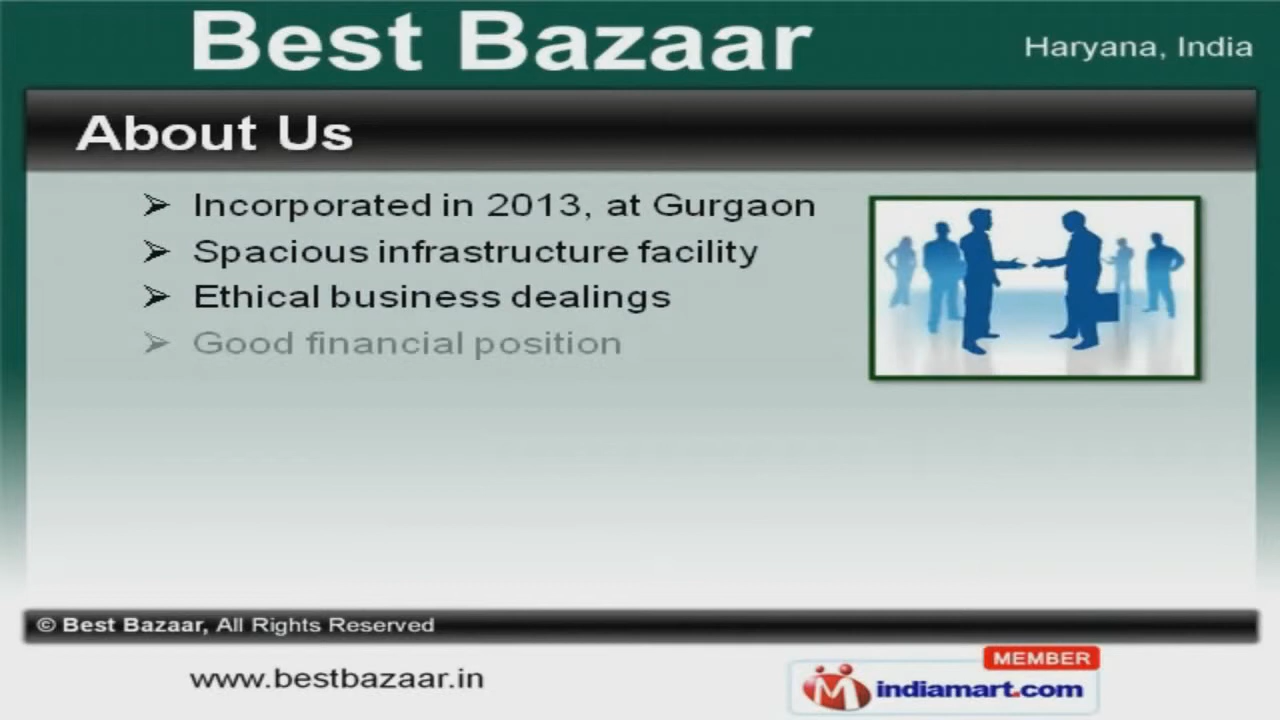 Best Bazaar
Haryana, India
About Us
➢ Incorporated in 2013, at Gurgaon
➢ Spacious infrastructure facility
➢ Ethical business dealings
➢ Good financial position
© Best Bazaar, All Rights Reserved
www.bestbazaar.in
MEMBER
M indiamart.com